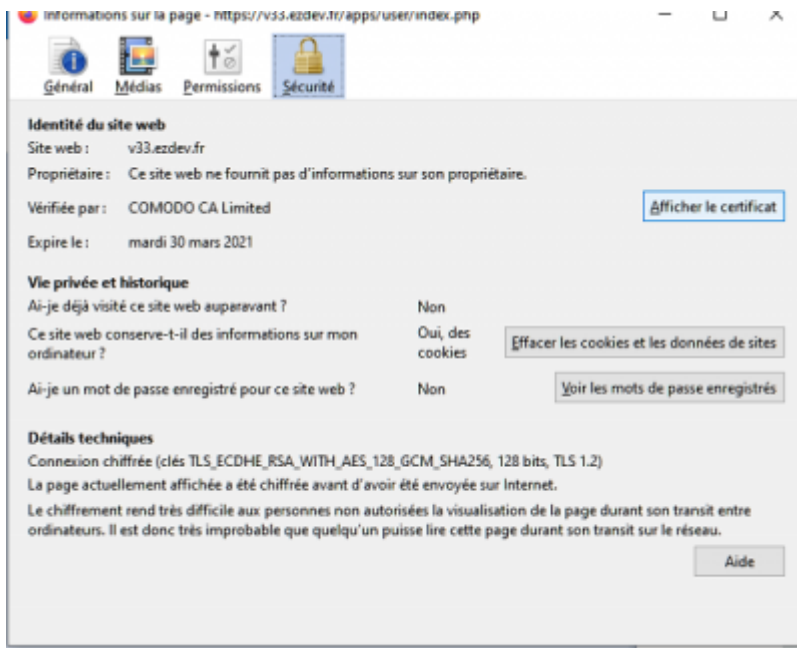 Informations sur la page - https://v33.ezdev.fr/apps/user/index.php
Général Médias Permissions Sécurité
Identité du site web
Site web : v33.ezdev.fr
Propriétaire : Ce site web ne fournit pas d'informations sur son propriétaire.
Vérifiée par : COMODO CA Limited Afficher le certificat
Expire le : mardi 30 mars 2021
Vie privée et historique
Ai-je déjà visité ce site web auparavant ? Non
Ce site web conserve-t-il des informations sur mon
ordinateur ? Oui, des
cookies Effacer les cookies et les données de sites
Ai-je un mot de passe enregistré pour ce site web ? Non Voir les mots de passe enregistrés
Détails techniques
Connexion chiffrée (clés TLS_ECDHE_RSA_WITH_AES_128_GCM_SHA256, 128 bits, TLS 1.2)
La page actuellement affichée a été chiffrée avant d'avoir été envoyée sur Internet.
Le chiffrement rend très difficile aux personnes non autorisées la visualisation de la page durant son transit entre
ordinateurs. Il est donc très improbable que quelqu'un puisse lire cette page durant son transit sur le réseau.
Aide